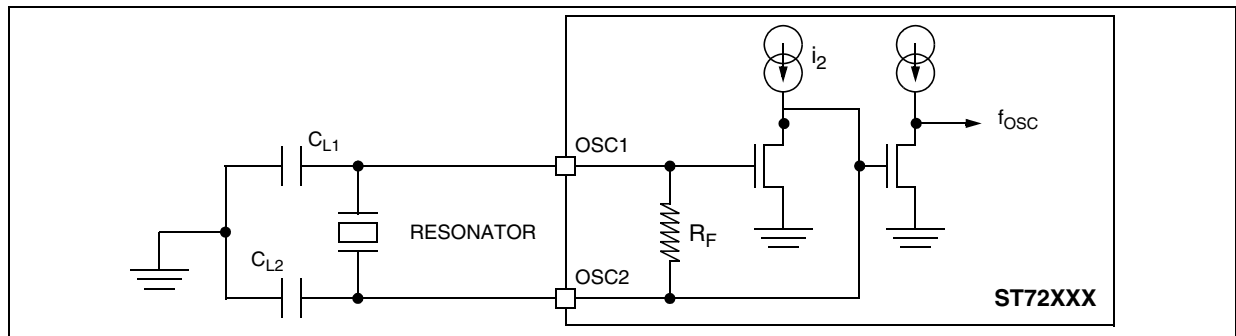 i2
fOSC
CL1
OSC1
RESONATOR
RF
CL2
OSC2
ST72XXX